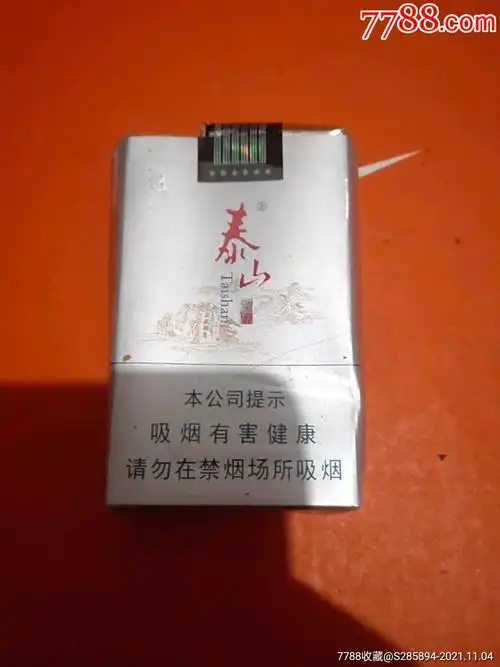 7788.com
泰山
Taishan
本公司提示
吸烟有害健康
请勿在禁烟场所吸烟
7788收藏@S285894-2021.11.04